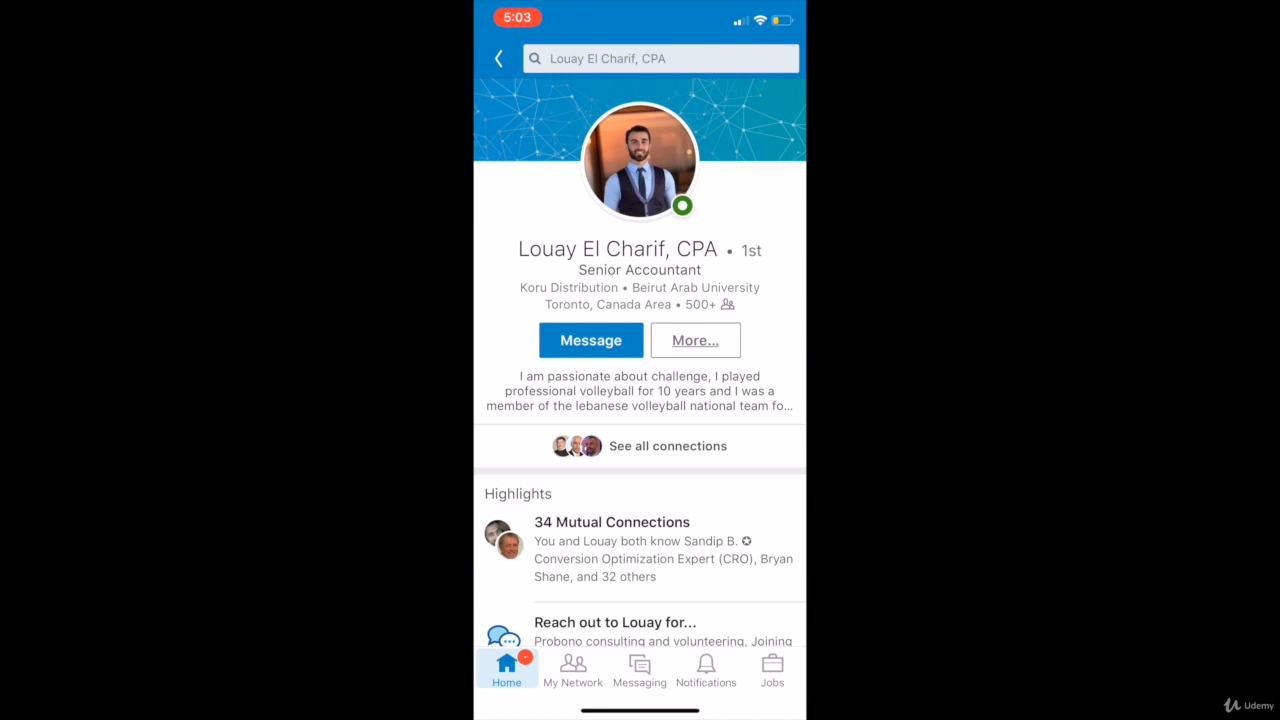 5:03
Louay El Charif, CPA
Louay El Charif, CPA • 1st
Senior Accountant
Koru Distribution • Beirut Arab University
Toronto, Canada Area • 500+
Message
More...
I am passionate about challenge, I played
professional volleyball for 10 years and I was a
member of the lebanese volleyball national team fo...
See all connections
Highlights
34 Mutual Connections
You and Louay both know Sandip B. ✪
Conversion Optimization Expert (CRO), Bryan
Shane, and 32 others
Reach out to Louay for...
Probono consulting and volunteering, Joining
Home
My Network
Messaging
Notifications
Jobs
Udemy